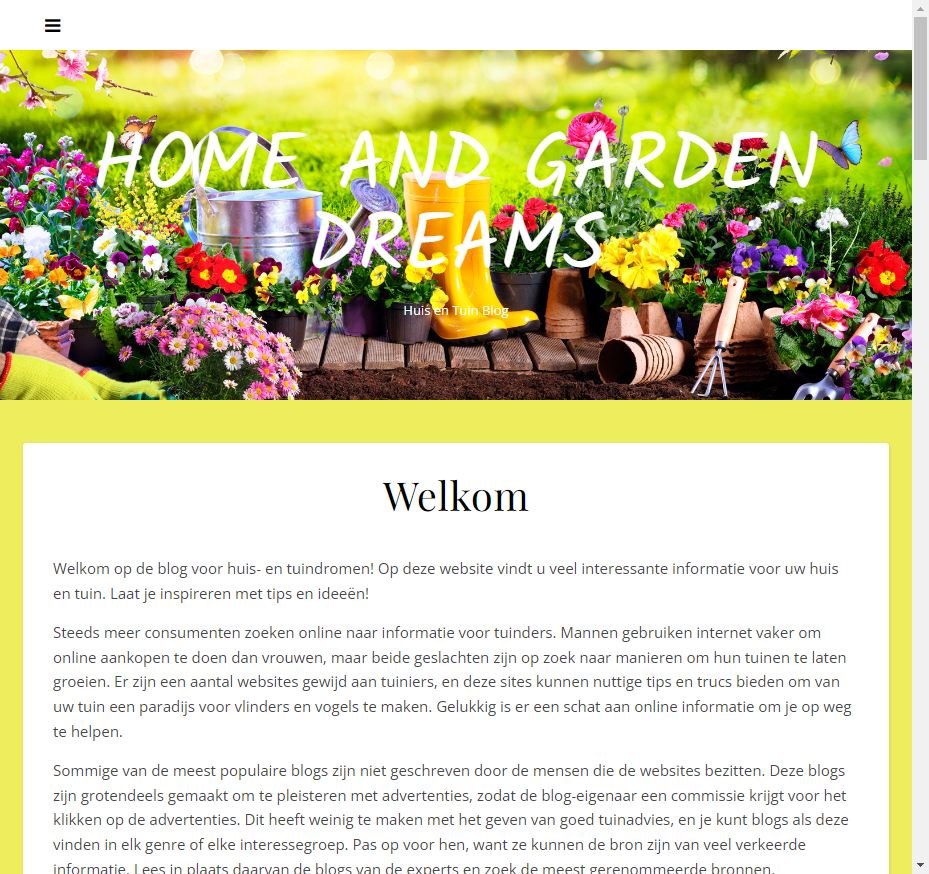 HOME AND GARDEN
DREAMS
Huis en Tuin Blog
Welkom
Welkom op de blog voor huis- en tuindromen! Op deze website vindt u veel interessante informatie voor uw huis
en tuin. Laat je inspireren met tips en ideeën!
Steeds meer consumenten zoeken online naar informatie voor tuinders. Mannen gebruiken internet vaker om
online aankopen te doen dan vrouwen, maar beide geslachten zijn op zoek naar manieren om hun tuinen te laten
groeien. Er zijn een aantal websites gewijd aan tuiniers, en deze sites kunnen nuttige tips en trucs bieden om van
uw tuin een paradijs voor vlinders en vogels te maken. Gelukkig is er een schat aan online informatie om je op weg
te helpen.
Sommige van de meest populaire blogs zijn niet geschreven door de mensen die de websites bezitten. Deze blogs
zijn grotendeels gemaakt om te pleisteren met advertenties, zodat de blog-eigenaar een commissie krijgt voor het
klikken op de advertenties. Dit heeft weinig te maken met het geven van goed tuinadvies, en je kunt blogs als deze
vinden in elk genre of elke interessegroep. Pas op voor hen, want ze kunnen de bron zijn van veel verkeerde
informatie. Lees in plaats daarvan de blogs van de experts en zoek de meest gerenommeerde bronnen.